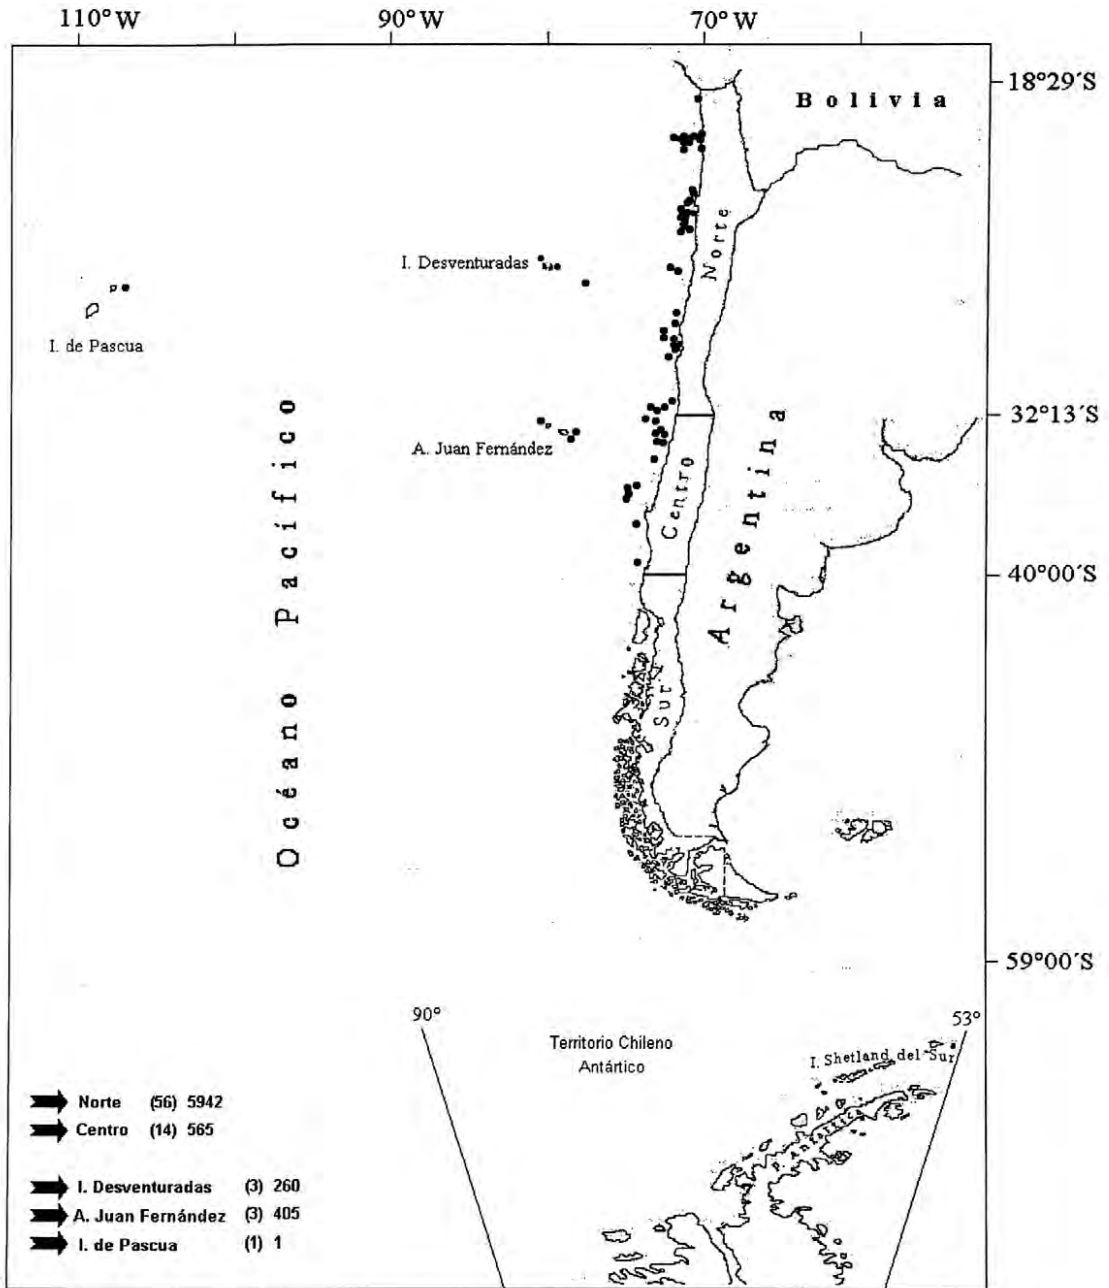 110°W 90°W 70°W
18°29´S
Bolivia
Norte
I. Desventuradas
I. de Pascua
32°13´S
A. Juan Fernández
Centro
Argentina
Océano Pacífico
40°00´S
Sur
59°00´S
90° 53°
Territorio Chileno
Antártico
I. Shetland del Sur
P. Antártica
Norte (56) 5942
Centro (14) 565
I. Desventuradas (3) 260
A. Juan Fernández (3) 405
I. de Pascua (1) 1